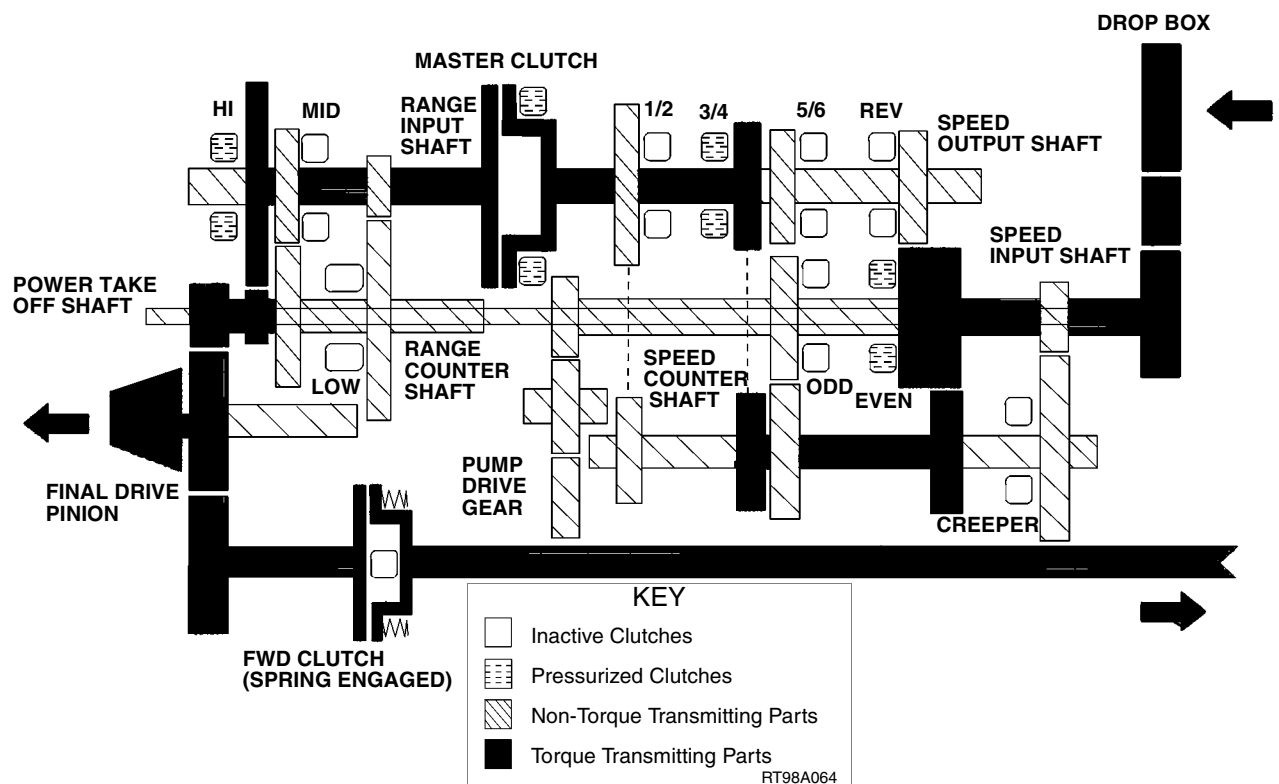 DROP BOX
MASTER CLUTCH
HI
MID
RANGE
INPUT
SHAFT
1/2
3/4
5/6
REV
SPEED
OUTPUT SHAFT
SPEED
INPUT SHAFT
POWER TAKE
OFF SHAFT
LOW
RANGE
COUNTER
SHAFT
SPEED
COUNTER
SHAFT
ODD
EVEN
FINAL DRIVE
PINION
PUMP
DRIVE
GEAR
CREEPER
FWD CLUTCH
(SPRING ENGAGED)
KEY
Inactive Clutches
Pressurized Clutches
Non-Torque Transmitting Parts
Torque Transmitting Parts
RT98A064